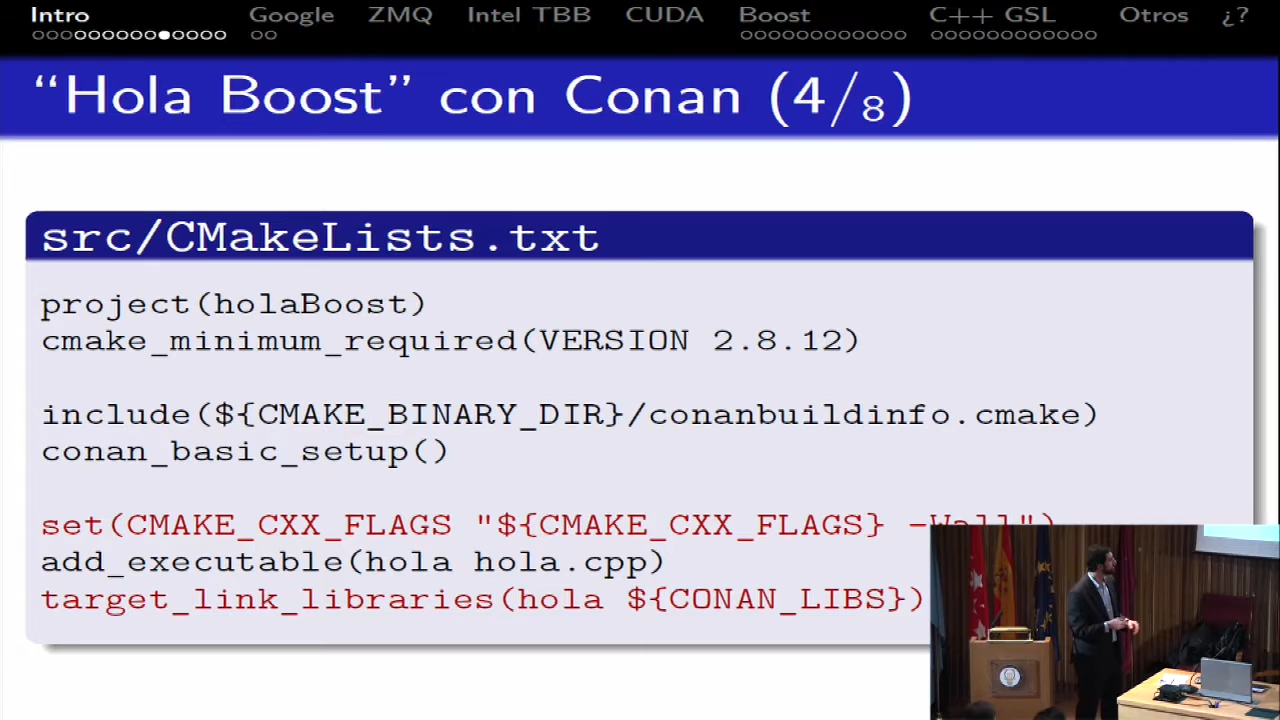 Intro Google ZMQ Intel TBB CUDA Boost C++ GSL Otros ¿?
“Hola Boost” con Conan (4/8)
src/CMakeLists.txt
project(holaBoost)
cmake_minimum_required(VERSION 2.8.12)
include(${CMAKE_BINARY_DIR}/conanbuildinfo.cmake)
conan_basic_setup()
set(CMAKE_CXX_FLAGS "${CMAKE_CXX_FLAGS} -Wall")
add_executable(hola hola.cpp)
target_link_libraries(hola ${CONAN_LIBS})